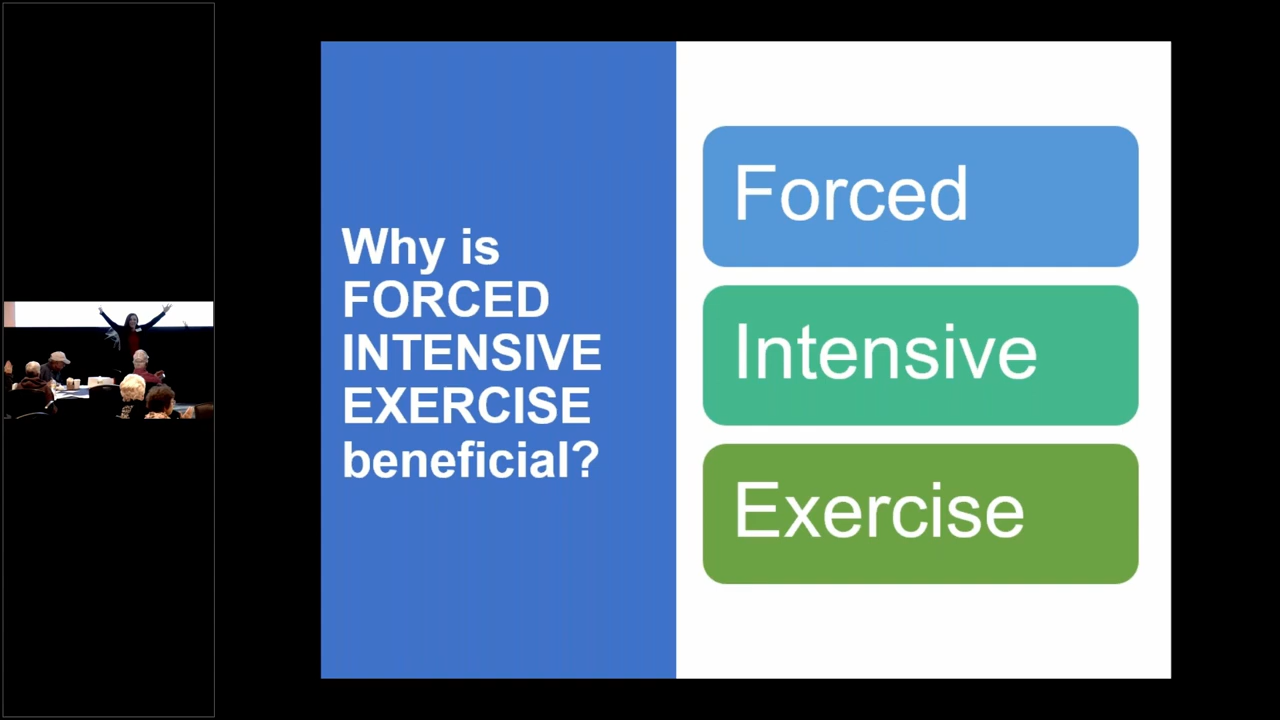 Why is
FORCED
INTENSIVE
EXERCISE
beneficial?
Forced
Intensive
Exercise